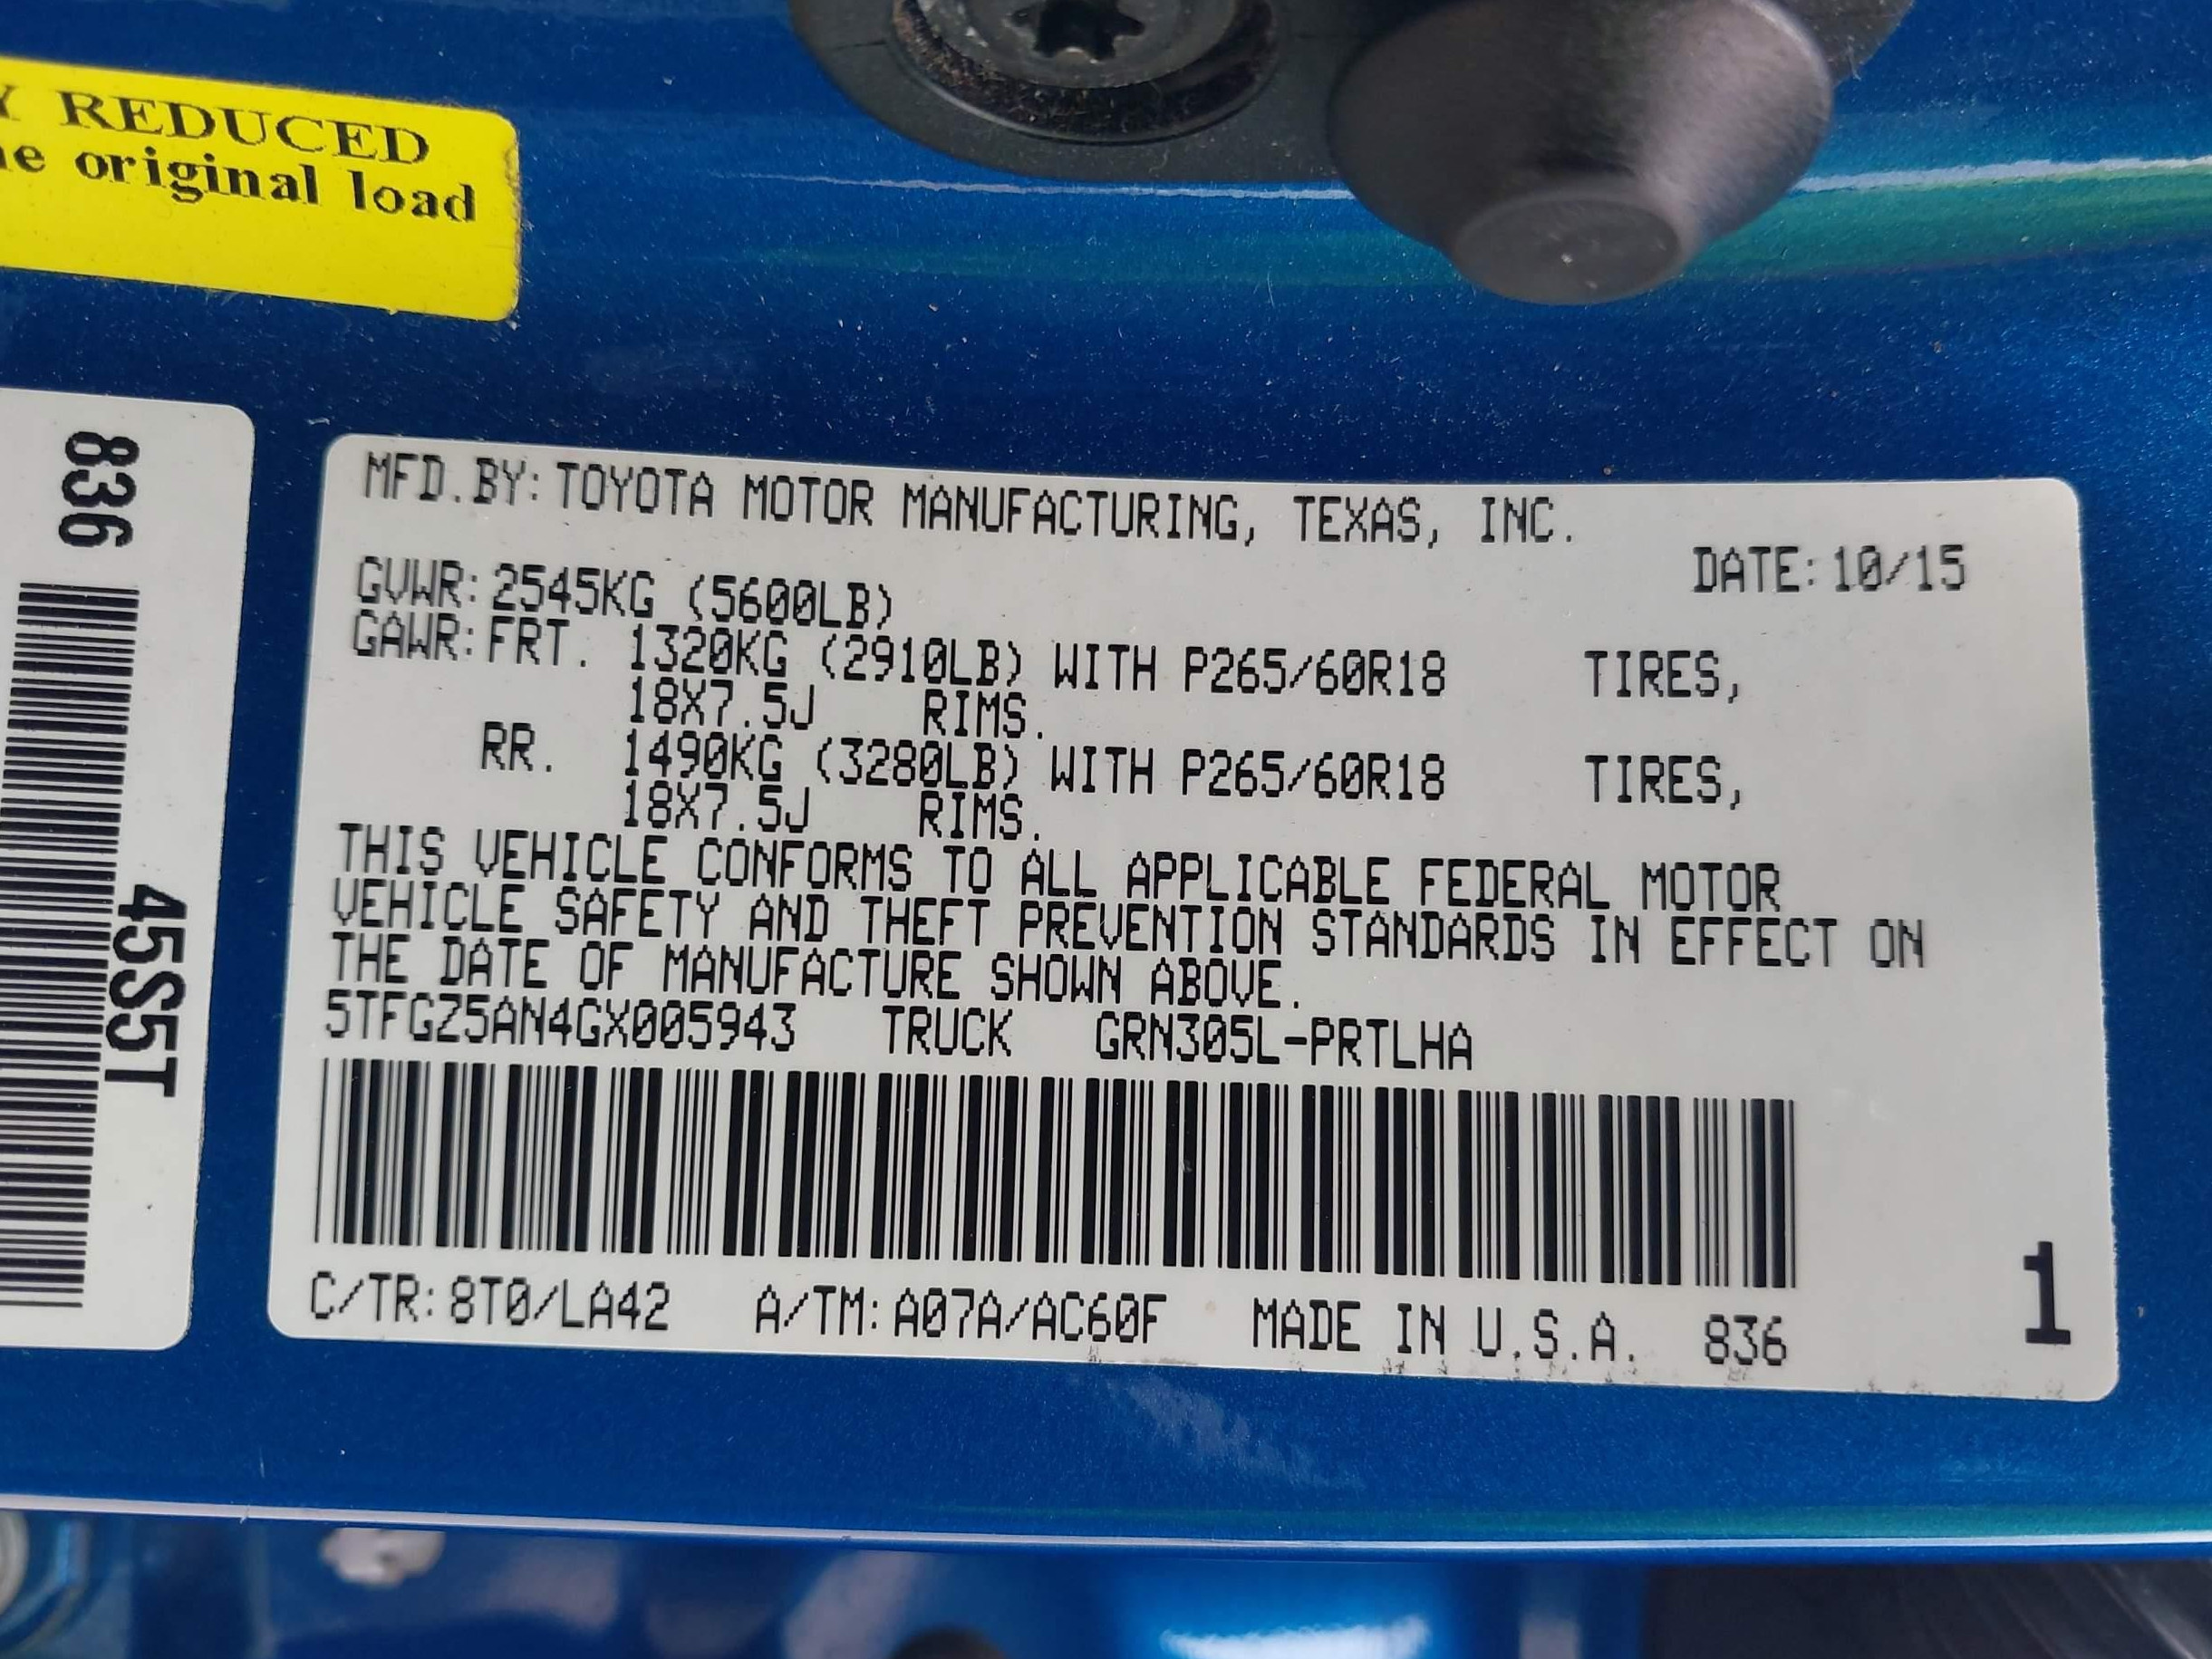 Y REDUCED
he original load
836
45S5T
MFD.BY: TOYOTA MOTOR MANUFACTURING, TEXAS, INC.
DATE: 10/15
GVWR: 2545KG (5600LB)
GAWR: FRT. 1320KG (2910LB) WITH P265/60R18 TIRES,
18X7.5J RIMS.
RR. 1490KG (3280LB) WITH P265/60R18 TIRES,
18X7.5J RIMS.
THIS VEHICLE CONFORMS TO ALL APPLICABLE FEDERAL MOTOR
VEHICLE SAFETY AND THEFT PREVENTION STANDARDS IN EFFECT ON
THE DATE OF MANUFACTURE SHOWN ABOVE.
5TFGZ5AN4GX005943 TRUCK GRN305L-PRTLHA
C/TR: 8T0/LA42 A/TM: A07A/AC60F MADE IN U.S.A. 836
1